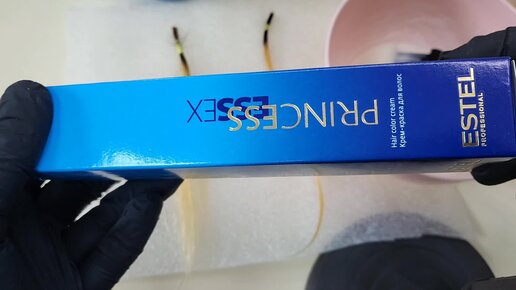 ESTEL
PROFESSIONAL
Hair color cream
Крем-краска для волос
PRINCESS
ESSEX